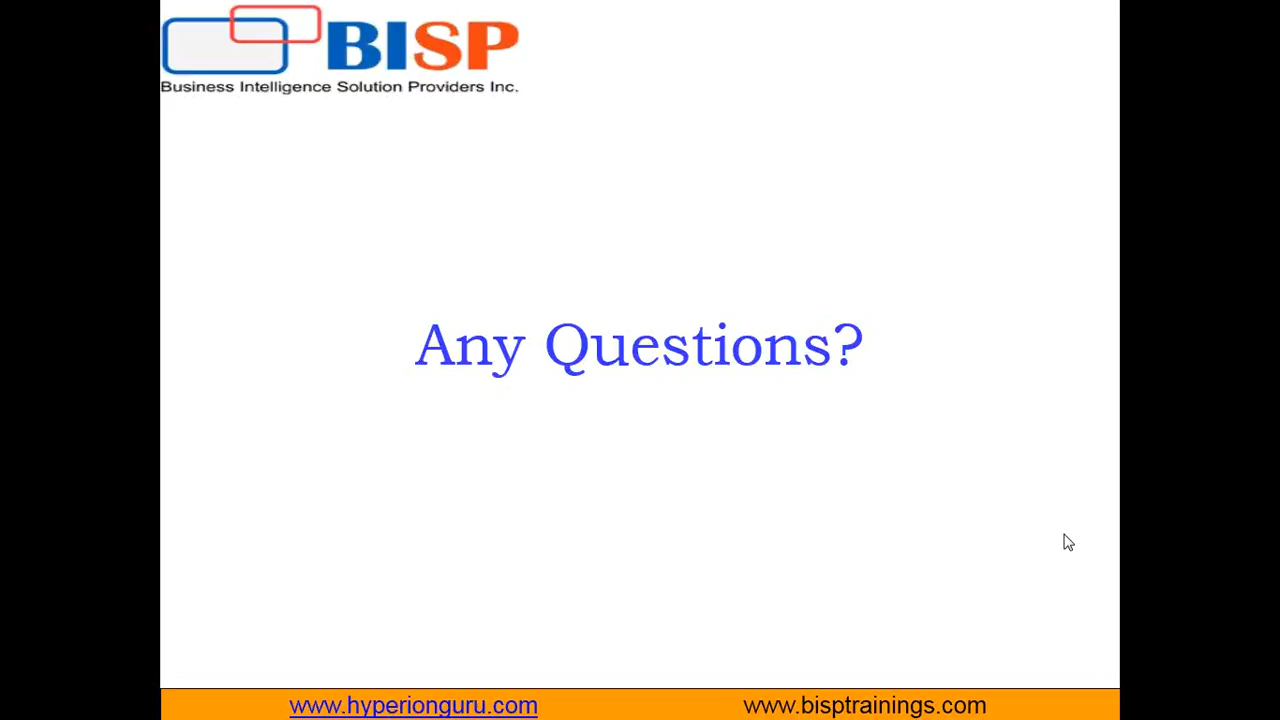 BISP
Business Intelligence Solution Providers Inc.
Any Questions?
www.hyperionguru.com
www.bisptrainings.com